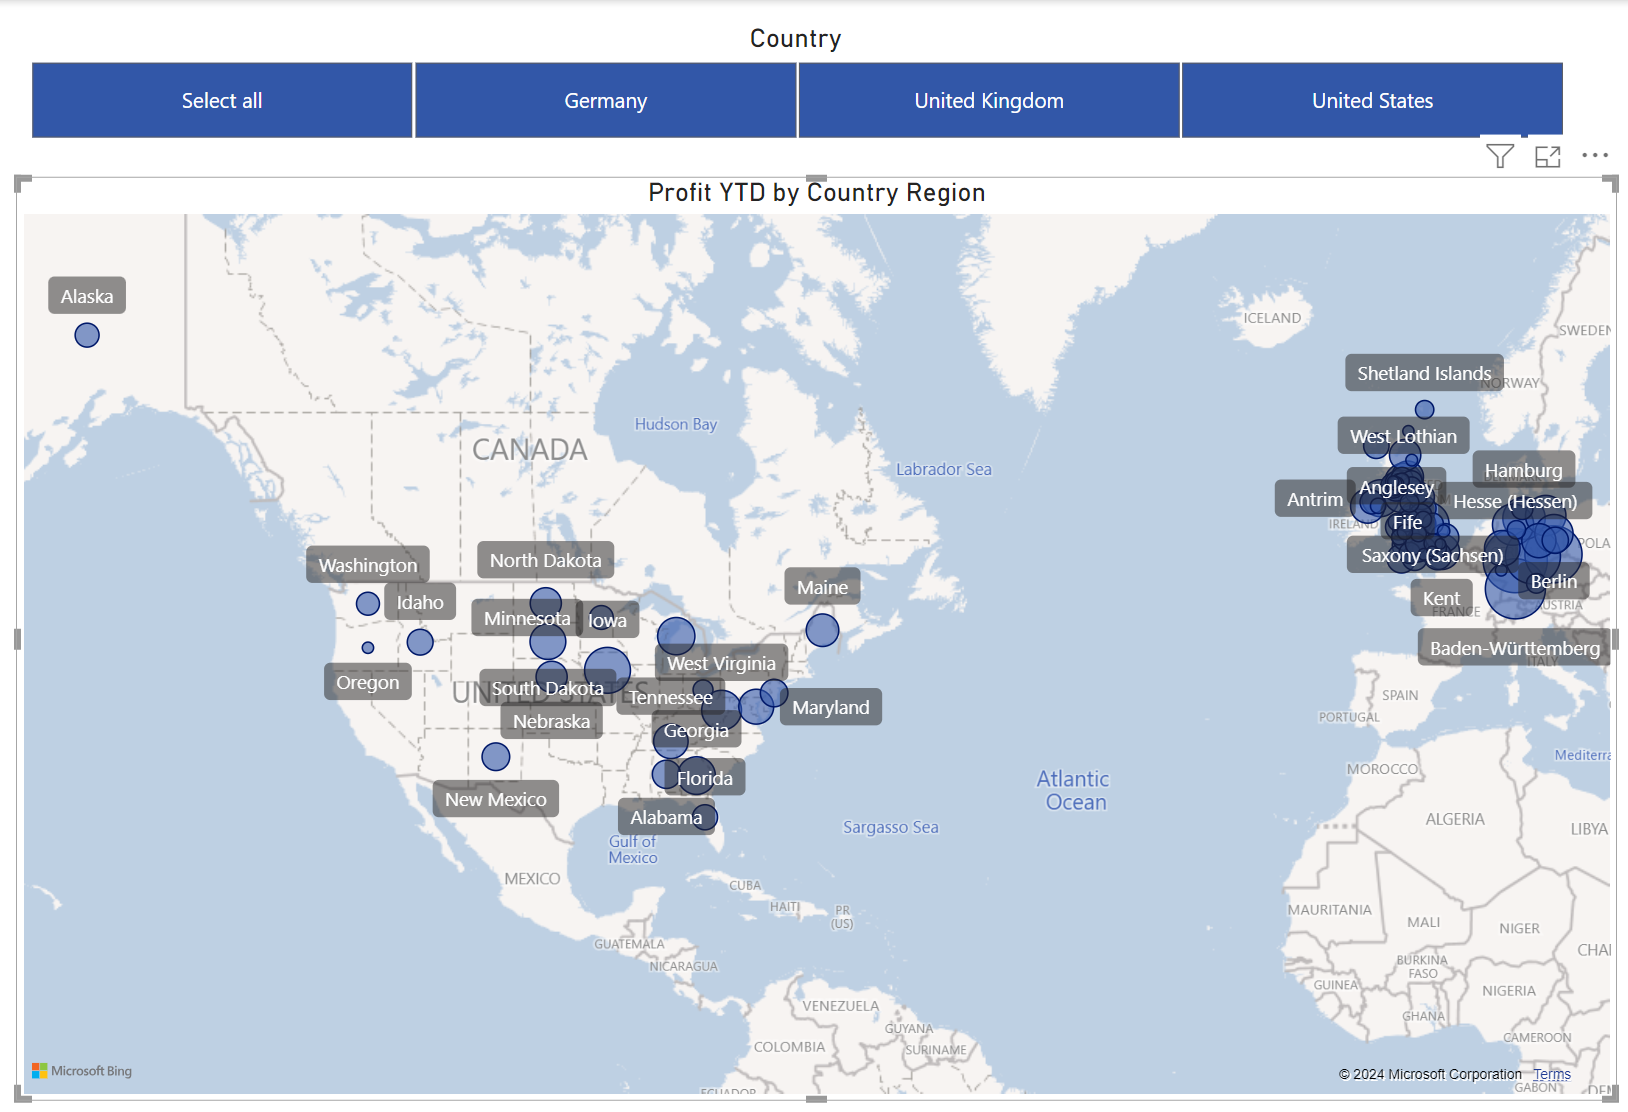 Country
Select all
Germany
United Kingdom
United States
Profit YTD by Country Region
Alaska
ICELAND
SWEDEN
Shetland Islands
NORWAY
Hudson Bay
CANADA
West Lothian
Labrador Sea
Hamburg
Anglesey
Antrim
Hesse (Hessen)
IRELAND
Fife
POLA
Saxony (Sachsen)
Washington
North Dakota
Maine
Berlin
Idaho
Kent
FRANCE
AUSTRIA
Minnesota
Iowa
Baden-Württemberg
ITALY
West Virginia
Oregon
UNITED STATES
South Dakota
Tennessee
SPAIN
Maryland
PORTUGAL
Nebraska
Georgia
Mediterra
MOROCCO
Florida
Atlantic
Ocean
New Mexico
Alabama
Sargasso Sea
ALGERIA
LIBYA
Gulf of
Mexico
MEXICO
CUBA
HAITI
PR
(US)
MAURITANIA
MALI
NIGER
GUATEMALA
CHAI
NICARAGUA
BURKINA
FASO
GUINEA
NIGERIA
VENEZUELA
GHANA
GUYANA
CAMEROON
COLOMBIA
SURINAME
Microsoft Bing
© 2024 Microsoft Corporation Terms
GABON
ECUADOR